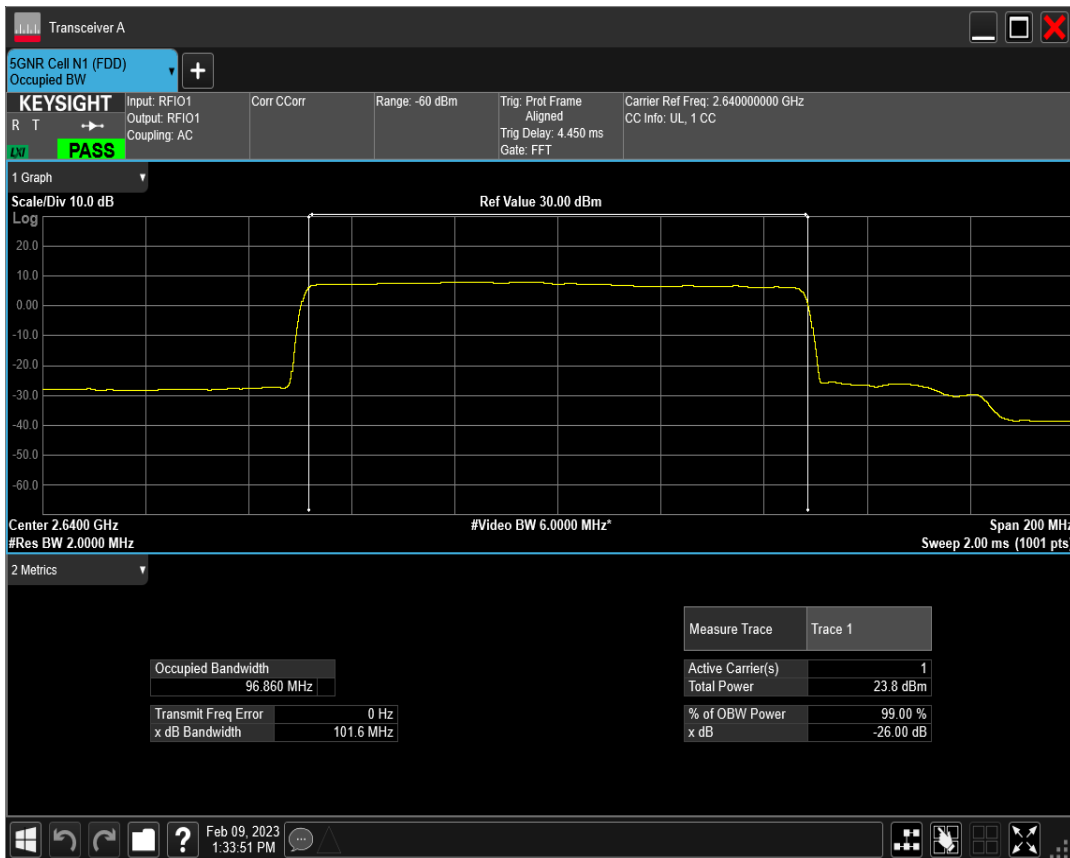 Transceiver A
5GNR Cell N1 (FDD)
Occupied BW
+
KEYSIGHT
R T
LXI
PASS
Input: RFIO1
Output: RFIO1
Coupling: AC
Corr CCorr
Range: -60 dBm
Trig: Prot Frame
Aligned
Trig Delay: 4.450 ms
Gate: FFT
Carrier Ref Freq: 2.640000000 GHz
CC Info: UL, 1 CC
1 Graph
Scale/Div 10.0 dB
Ref Value 30.00 dBm
Log
20.0
10.0
0.00
-10.0
-20.0
-30.0
-40.0
-50.0
-60.0
Center 2.6400 GHz
#Video BW 6.0000 MHz*
Span 200 MHz
#Res BW 2.0000 MHz
Sweep 2.00 ms (1001 pts)
2 Metrics
Measure Trace Trace 1
Occupied Bandwidth
96.860 MHz
Active Carrier(s) 1
Total Power 23.8 dBm
Transmit Freq Error 0 Hz
x dB Bandwidth 101.6 MHz
% of OBW Power 99.00 %
x dB -26.00 dB
?
Feb 09, 2023
1:33:51 PM